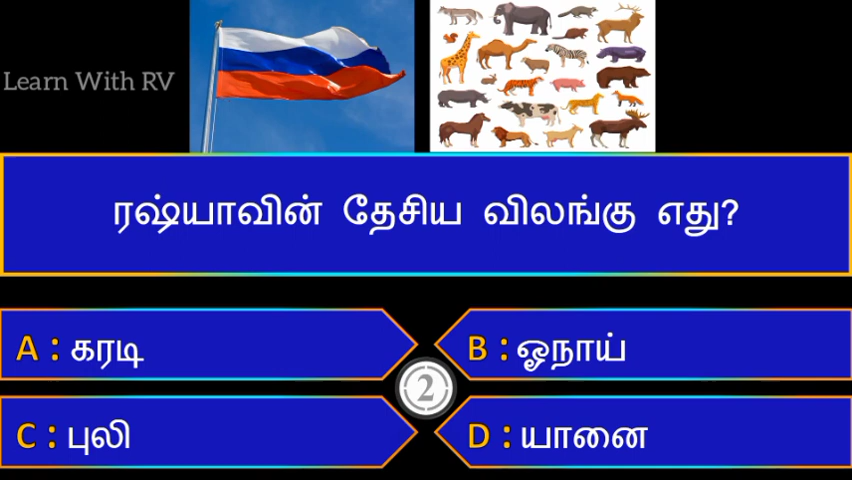 Learn With RV
ரஷ்யாவின் தேசிய விலங்கு எது?
A : கரடி
B : ஓநாய்
2
C : புலி
D : யானை